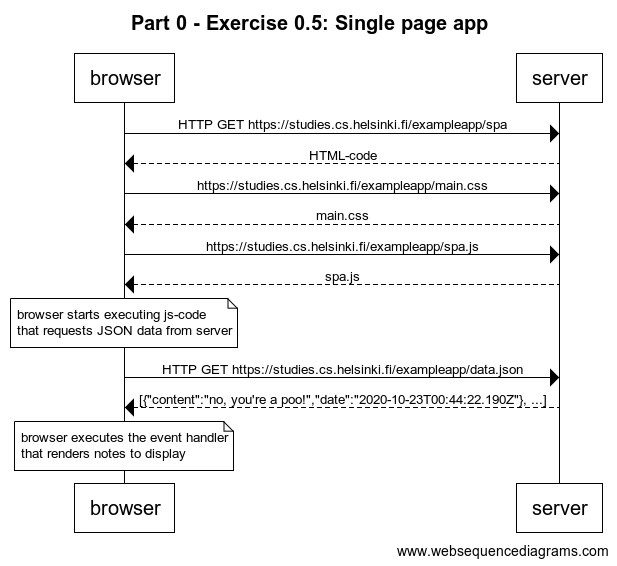 Part 0 - Exercise 0.5: Single page app
browser
server
HTTP GET https://studies.cs.helsinki.fi/exampleapp/spa
HTML-code
https://studies.cs.helsinki.fi/exampleapp/main.css
main.css
https://studies.cs.helsinki.fi/exampleapp/spa.js
spa.js
browser starts executing js-code
that requests JSON data from server
HTTP GET https://studies.cs.helsinki.fi/exampleapp/data.json
[{"content":"no, you're a poo!","date":"2020-10-23T00:44:22.190Z"}, ...]
browser executes the event handler
that renders notes to display
browser
server
www.websequencediagrams.com